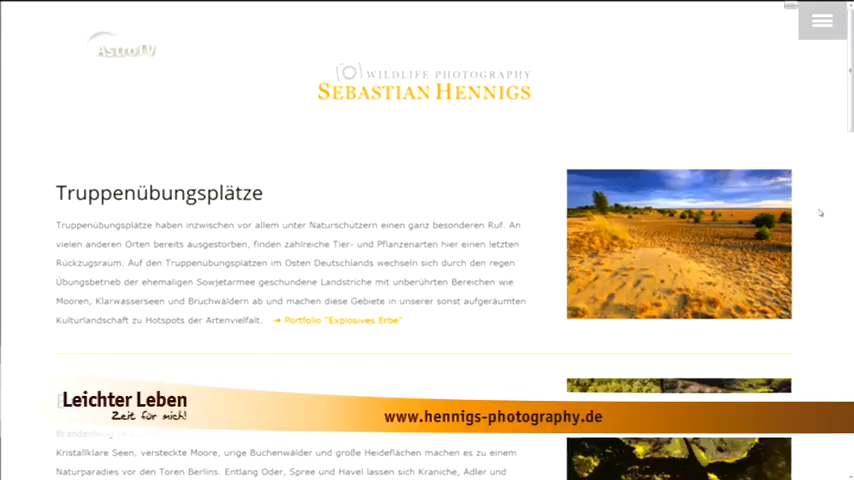 AstroTV
WILDLIFE PHOTOGRAPHY
SEBASTIAN HENNIGS
Truppenübungsplätze
Truppenübungsplätze haben inzwischen vor allem unter Naturschützern einen ganz besonderen Ruf. An
vielen anderen Orten bereits ausgestorben, finden zahlreiche Tier- und Pflanzenarten hier einen letzten
Rückzugsraum. Auf den Truppenübungsplätzen im Osten Deutschlands wechseln sich durch den regen
Übungsbetrieb der ehemaligen Sowjetarmee geschundene Landstriche mit unberührten Bereichen wie
Mooren, Klarwasserseen und Bruchwäldern ab und machen diese Gebiete in unserer sonst aufgeräumten
Kulturlandschaft zu Hotspots der Artenvielfalt. ➔ Portfolio "Explosives Erbe"
Leichter Leben
Zeit für mich!
www.hennigs-photography.de
Kristallklare Seen, versteckte Moore, urige Buchenwälder und große Heideflächen machen es zu einem
Naturparadies vor den Toren Berlins. Entlang Oder, Spree und Havel lassen sich Kraniche, Adler und